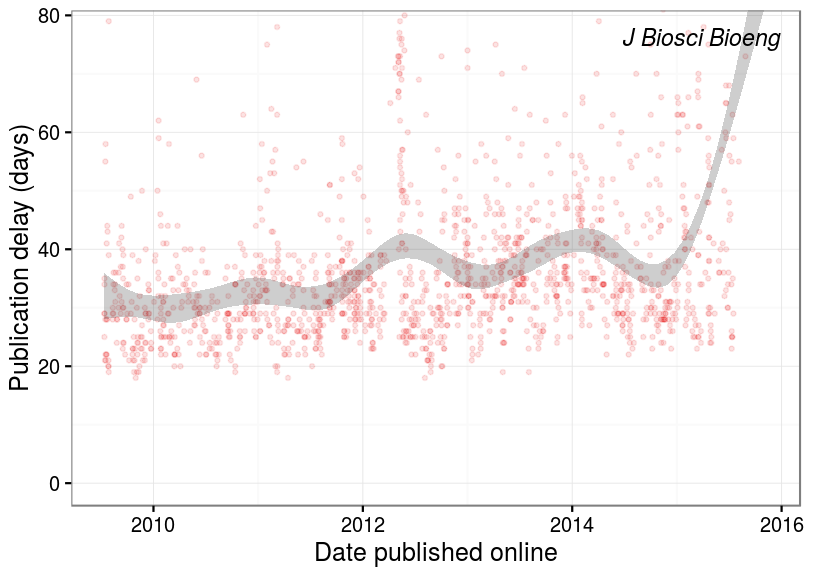 J Biosci Bioeng
80
60
40
20
0
Publication delay (days)
2010 2012 2014 2016
Date published online